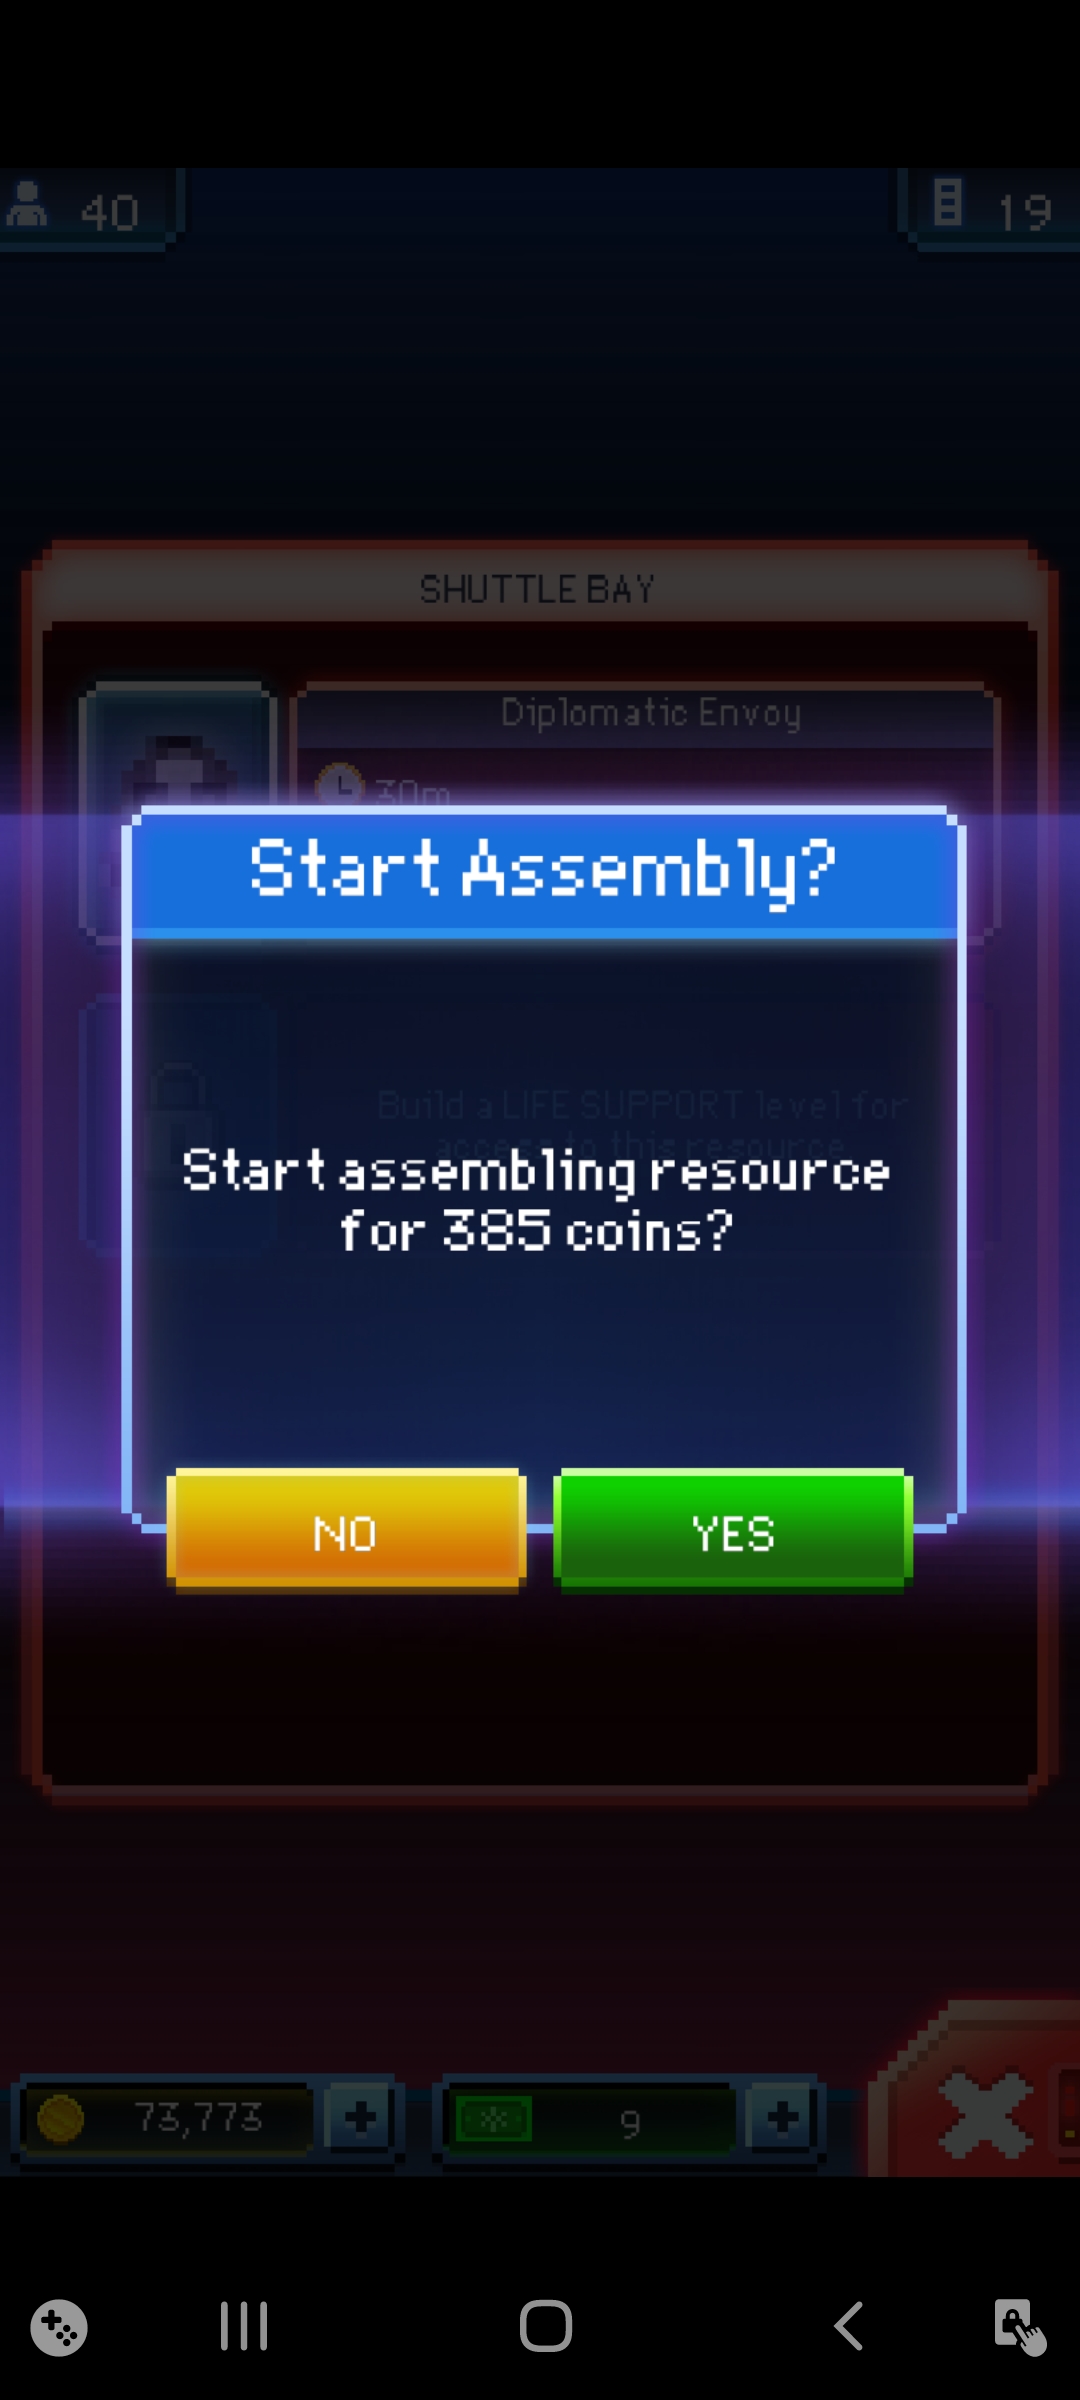 40
19
SHUTTLE BAY
Diplomatic Envoy
30m
Start Assembly?
Build a LIFE SUPPORT level for
access to this resource
Start assembling resource
for 385 coins?
NO
YES
73,773
9